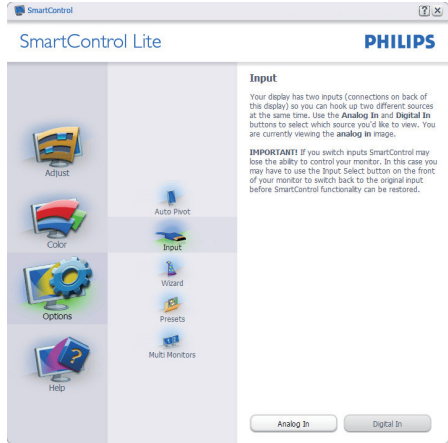 SmartControl
SmartControl Lite
PHILIPS
Adjust
Color
Options
Help
Auto Pivot
Input
Wizard
Presets
Multi Monitors
Input
Your display has two inputs (connections on back of
this display) so you can hook up two different sources
at the same time. Use the Analog In and Digital In
buttons to select which source you'd like to view. You
are currently viewing the analog in image.
IMPORTANT! If you switch inputs SmartControl may
lose the ability to control your monitor. In this case you
may have to use the Input Select button on the front
of your monitor to switch back to the original input
before SmartControl functionality can be restored.
Analog In
Digital In